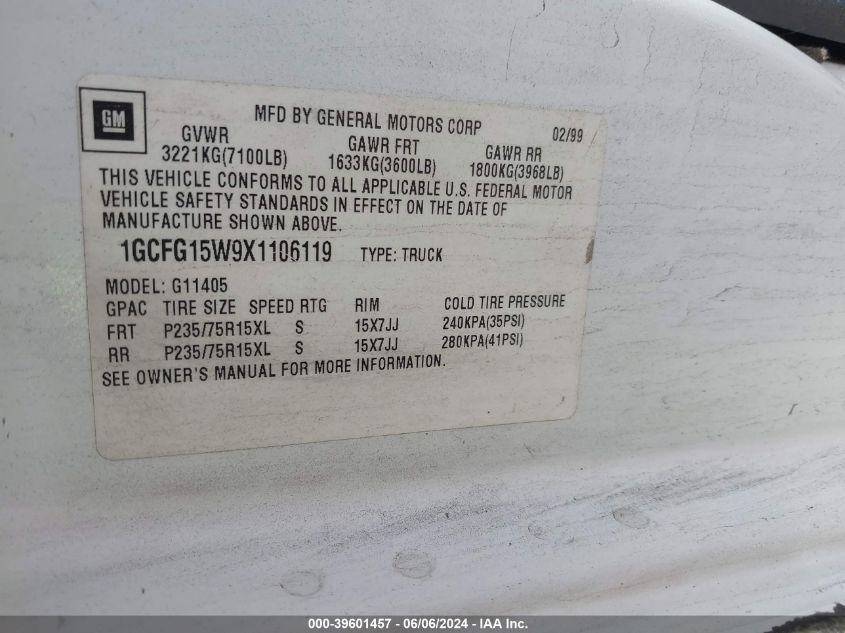 GM
MFD BY GENERAL MOTORS CORP 02/99
GVWR GAWR FRT GAWR RR
3221KG(7100LB) 1633KG(3600LB) 1800KG(3968LB)
THIS VEHICLE CONFORMS TO ALL APPLICABLE U.S. FEDERAL MOTOR
VEHICLE SAFETY STANDARDS IN EFFECT ON THE DATE OF
MANUFACTURE SHOWN ABOVE.
1GCFG15W9X1106119 TYPE: TRUCK
MODEL: G11405
GPAC TIRE SIZE SPEED RTG RIM COLD TIRE PRESSURE
FRT P235/75R15XL S 15X7JJ 240KPA(35PSI)
RR P235/75R15XL S 15X7JJ 280KPA(41PSI)
SEE OWNER'S MANUAL FOR MORE INFORMATION.
000-39601457 - 06/06/2024 - IAA Inc.